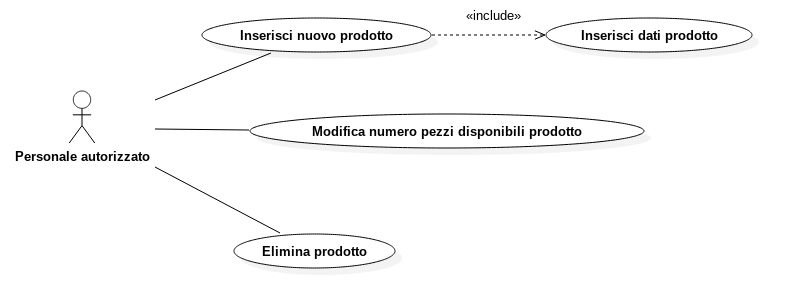 «include»
Inserisci nuovo prodotto
Inserisci dati prodotto
Modifica numero pezzi disponibili prodotto
Personale autorizzato
Elimina prodotto